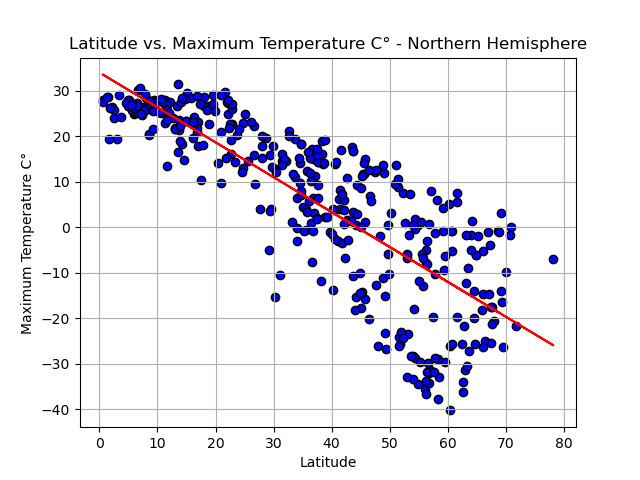 Latitude vs. Maximum Temperature C° - Northern Hemisphere
30
20
10
0
−10
−20
−30
−40
Maximum Temperature C°
0 10 20 30 40 50 60 70 80
Latitude